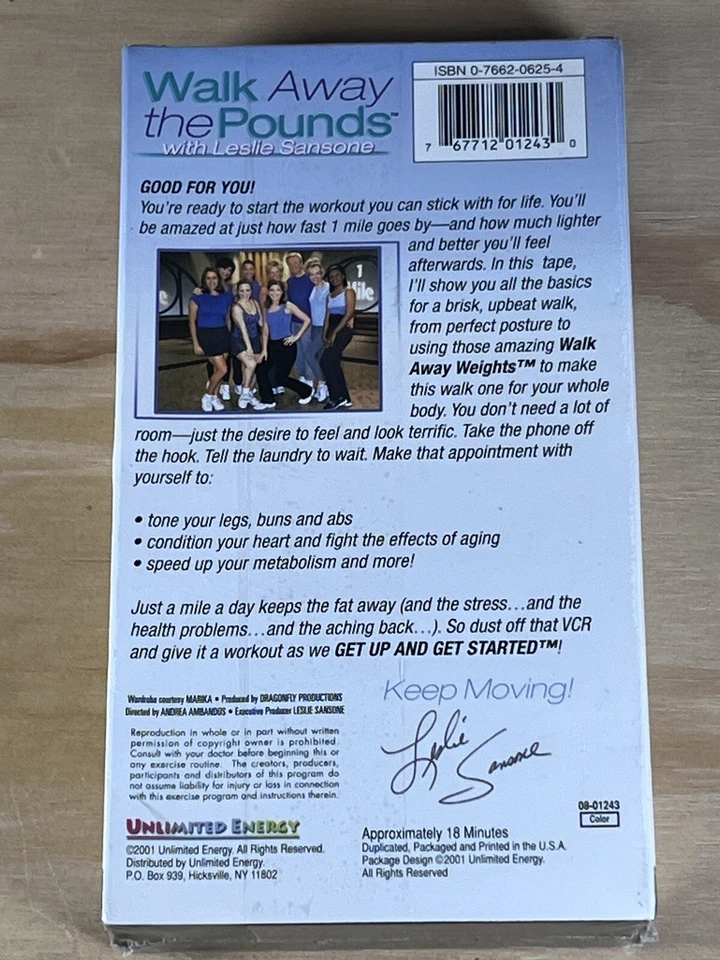 Walk Away
the Pounds™
with Leslie Sansone
ISBN 0-7662-0625-4
7 67712 01243 0
GOOD FOR YOU!
You're ready to start the workout you can stick with for life. You'll
be amazed at just how fast 1 mile goes by—and how much lighter
and better you'll feel
afterwards. In this tape,
I'll show you all the basics
for a brisk, upbeat walk,
from perfect posture to
using those amazing Walk
Away Weights™ to make
this walk one for your whole
body. You don't need a lot of
room—just the desire to feel and look terrific. Take the phone off
the hook. Tell the laundry to wait. Make that appointment with
yourself to:
1
Mile
• tone your legs, buns and abs
• condition your heart and fight the effects of aging
• speed up your metabolism and more!
Just a mile a day keeps the fat away (and the stress...and the
health problems...and the aching back...). So dust off that VCR
and give it a workout as we GET UP AND GET STARTED™!
Keep Moving!
Leslie Sansone
Wardrobe courtesy MARIKA • Produced by DRAGONFLY PRODUCTIONS
Directed by ANDREA AMBANDOS • Executive Producer LESLIE SANSONE
Reproduction in whole or in part without written
permission of copyright owner is prohibited.
Consult with your doctor before beginning this or
any exercise routine. The creators, producers,
participants and distributors of this program do
not assume liability for injury or loss in connection
with this exercise program and instructions therein.
UNLIMITED ENERGY
©2001 Unlimited Energy. All Rights Reserved.
Distributed by Unlimited Energy.
P.O. Box 939, Hicksville, NY 11802
08-01243
Color
Approximately 18 Minutes
Duplicated, Packaged and Printed in the U.S.A.
Package Design ©2001 Unlimited Energy.
All Rights Reserved